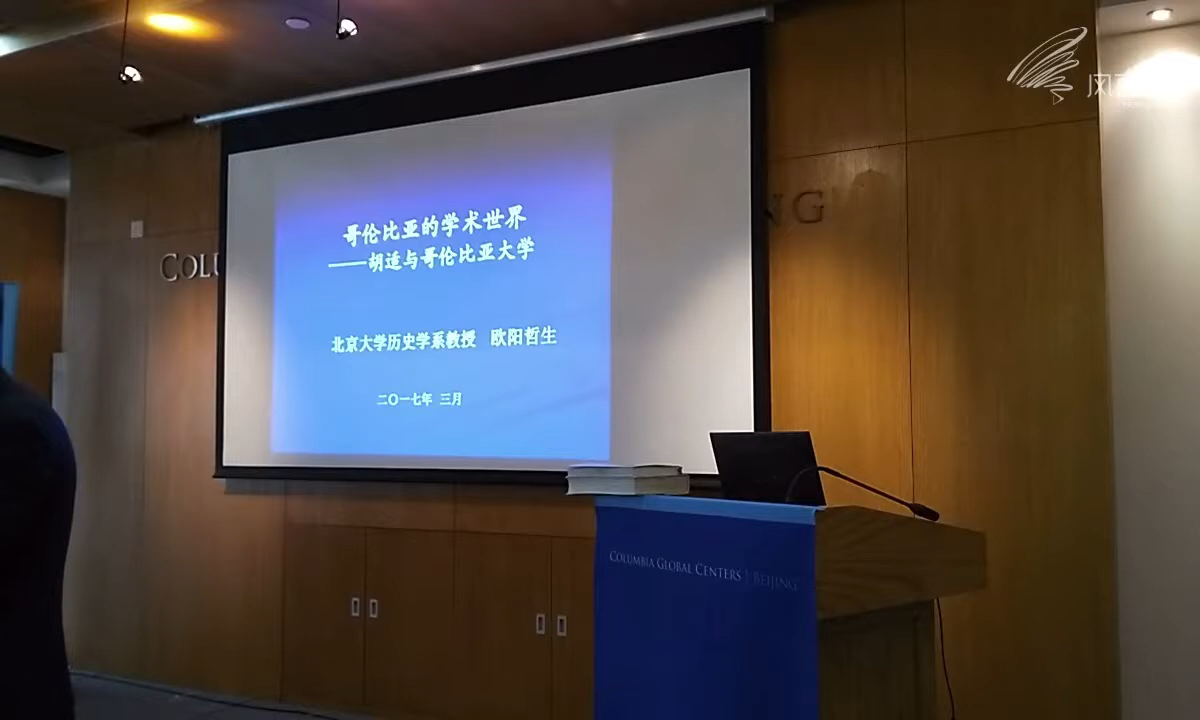 哥伦比亚的学术世界
——胡适与哥伦比亚大学
北京大学历史学系教授 欧阳哲生
二〇一七年 三月
COLUMBIA GLOBAL CENTERS | BEIJING